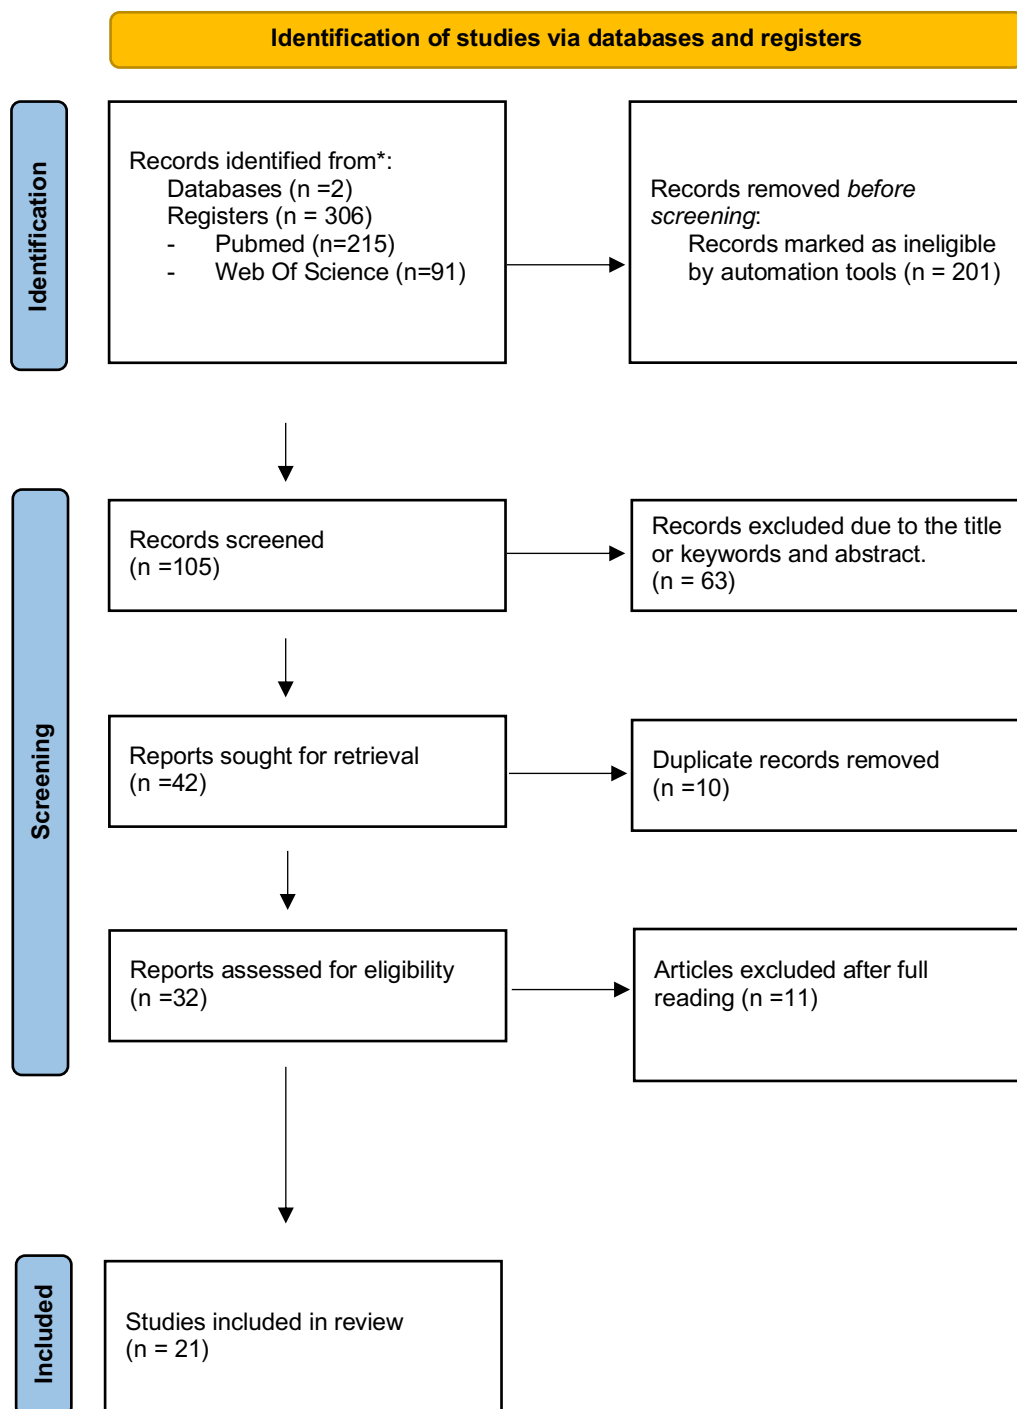 Identification of studies via databases and registers
Identification
Records identified from*:
Databases (n =2)
Registers (n = 306)
- Pubmed (n=215)
- Web Of Science (n=91)
Records removed before
screening:
Records marked as ineligible
by automation tools (n = 201)
Screening
Records screened
(n =105)
Records excluded due to the title
or keywords and abstract.
(n = 63)
Reports sought for retrieval
(n =42)
Duplicate records removed
(n =10)
Reports assessed for eligibility
(n =32)
Articles excluded after full
reading (n =11)
Included
Studies included in review
(n = 21)